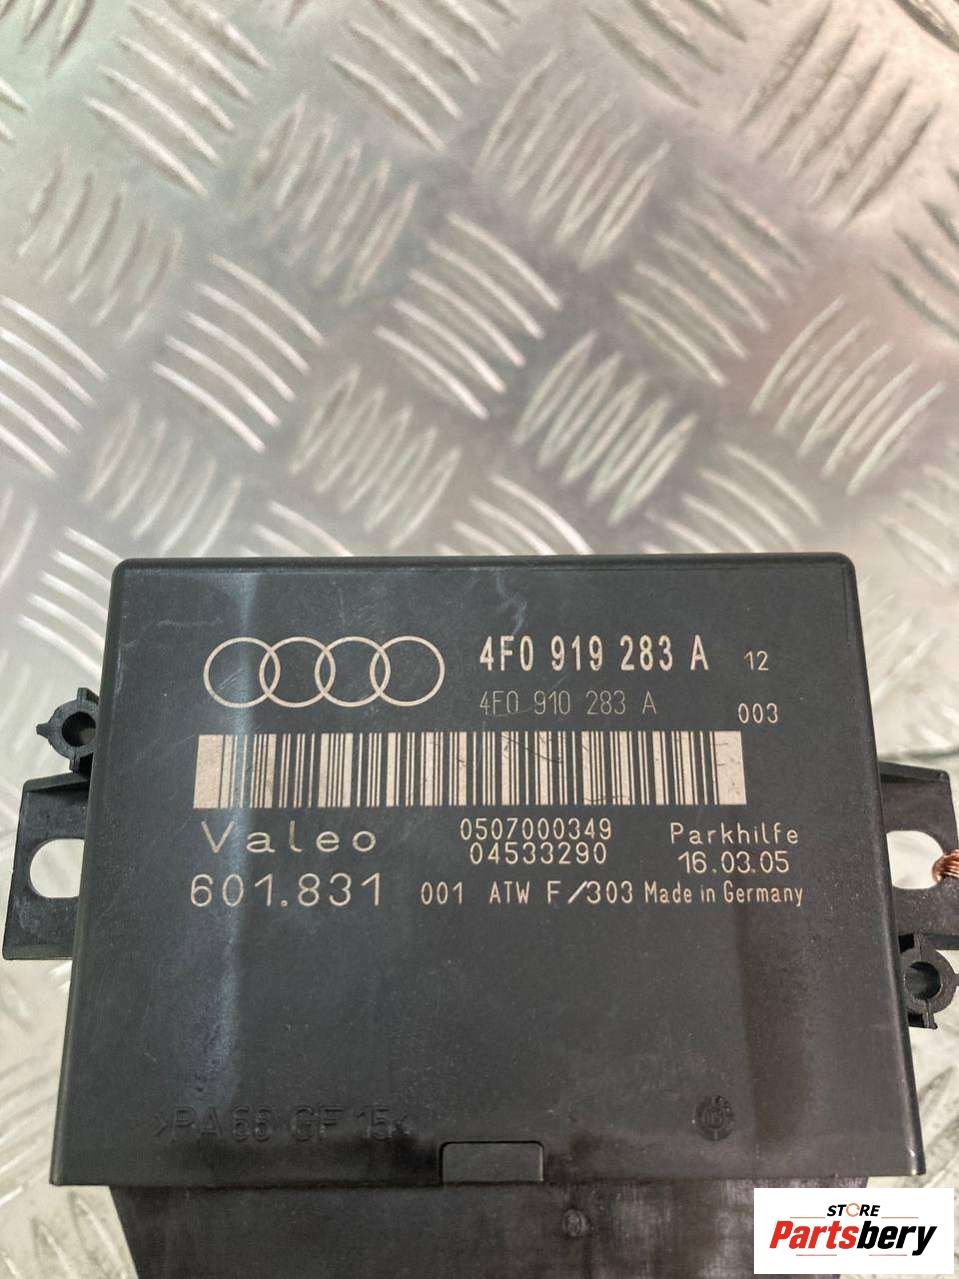 4F0 919 283 A 12
4F0 910 283 A 003
Valeo 0507000349 Parkhilfe
04533290 16.03.05
601.831 001 ATW F/303 Made in Germany
>PA66 GF15<
STORE
Partsbery